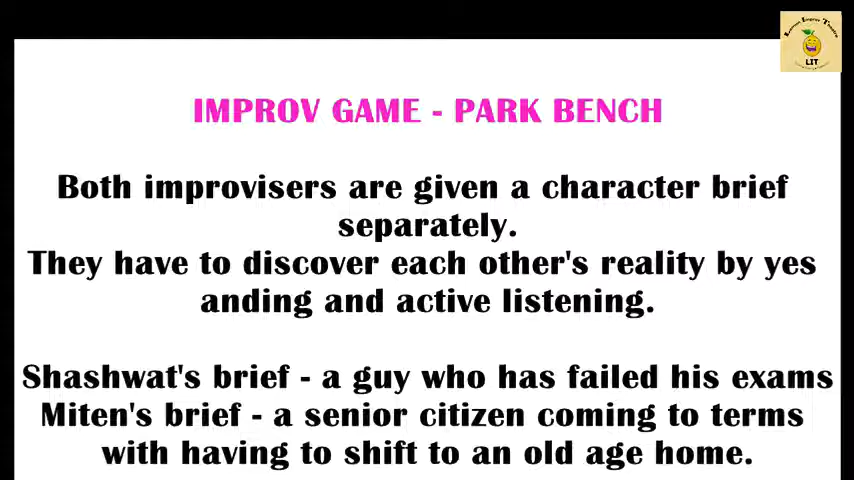 IMPROV GAME - PARK BENCH
Both improvisers are given a character brief
separately.
They have to discover each other's reality by yes
anding and active listening.
Shashwat's brief - a guy who has failed his exams
Miten's brief - a senior citizen coming to terms
with having to shift to an old age home.
LIT